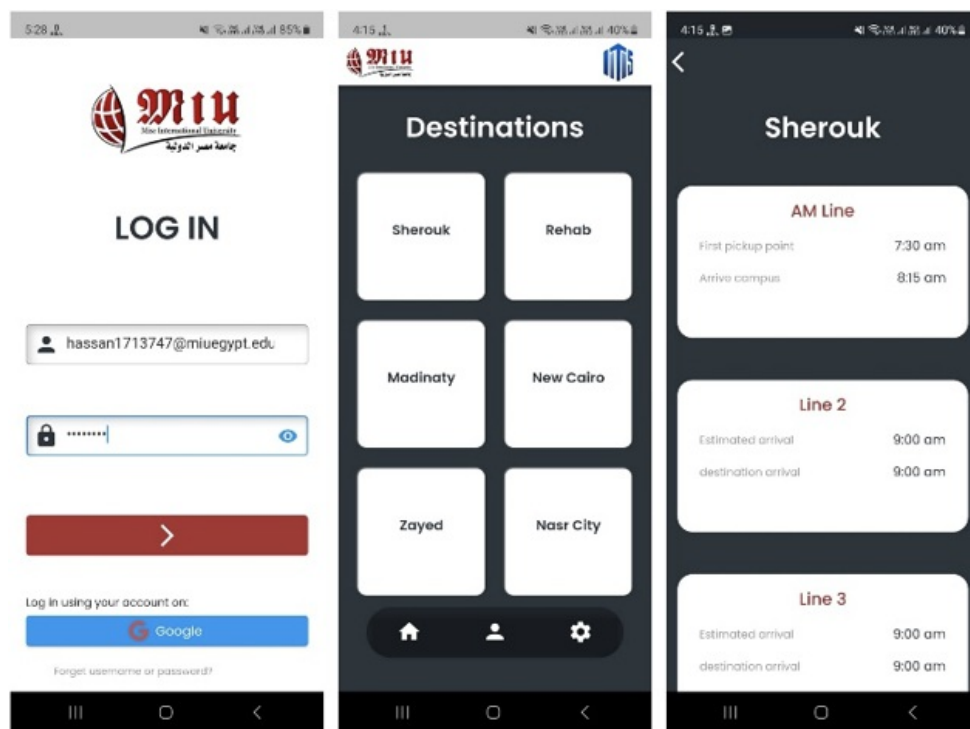 5:28
85%
MIU
Misr International University
جامعة مصر الدولية
LOG IN
hassan1713747@miuegypt.edu
Log in using your account on:
G Google
Forget username or password?
4:15
40%
MIU
Destinations
Sherouk
Rehab
Madinaty
New Cairo
Zayed
Nasr City
4:15
40%
Sherouk
AM Line
First pickup point
7:30 am
Arrive campus
8:15 am
Line 2
Estimated arrival
9:00 am
destination arrival
9:00 am
Line 3
Estimated arrival
9:00 am
destination arrival
9:00 am